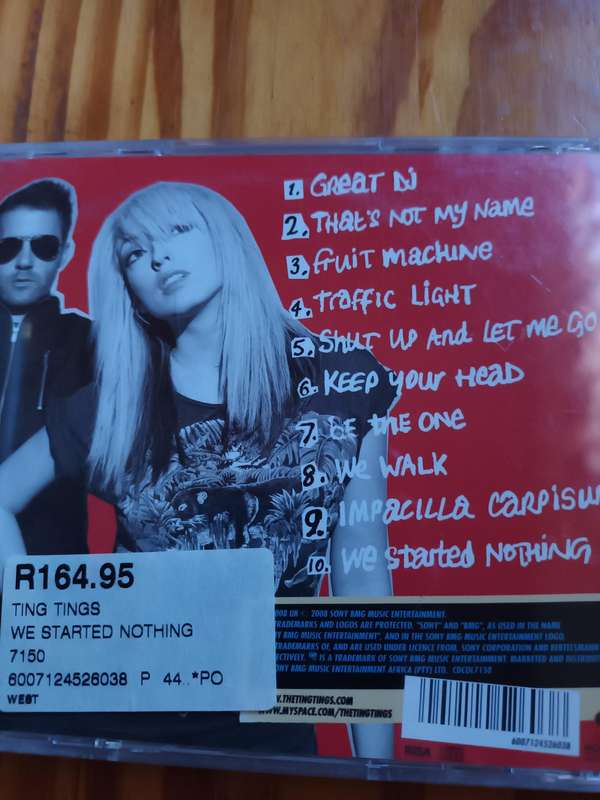 1. Great DJ
2. That's Not My Name
3. Fruit Machine
4. Traffic Light
5. Shut Up And Let Me Go
6. Keep Your Head
7. Be The One
8. We Walk
9. Impacilla Carpisu
10. We Started Nothing
R164.95
TING TINGS
WE STARTED NOTHING
7150
6007124526038 P 44..*PO
WEST
2008 UK © 2008 SONY BMG MUSIC ENTERTAINMENT.
TRADEMARKS AND LOGOS ARE PROTECTED. "SONY" AND "BMG", AS USED IN THE NAME
BMG MUSIC ENTERTAINMENT", AND IN THE SONY BMG MUSIC ENTERTAINMENT LOGO,
TRADEMARKS OF, AND ARE USED UNDER LICENCE FROM, SONY CORPORATION AND
IS A TRADEMARK OF SONY BMG MUSIC ENTERTAINMENT. MARKETED AND
BMG MUSIC ENTERTAINMENT AFRICA (PTY) LTD. CDCOL7150
WWW.THETINGTINGS.COM
WWW.MYSPACE.COM/THETINGTINGS
6007124526038